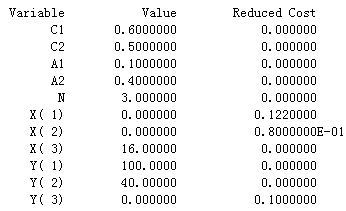 Variable Value Reduced Cost
C1 0.6000000 0.000000
C2 0.5000000 0.000000
A1 0.1000000 0.000000
A2 0.4000000 0.000000
N 3.000000 0.000000
X( 1) 0.000000 0.1220000
X( 2) 0.000000 0.8000000E-01
X( 3) 16.00000 0.000000
Y( 1) 100.0000 0.000000
Y( 2) 40.00000 0.000000
Y( 3) 0.000000 0.1000000